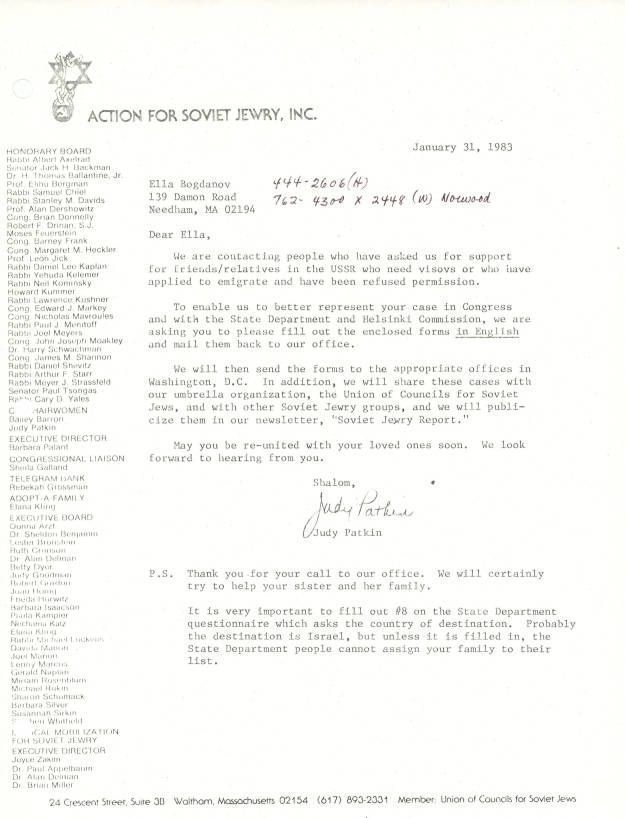 ACTION FOR SOVIET JEWRY, INC.
January 31, 1983
HONORARY BOARD
Rabbi Albert Axelrad
Senator Jack H. Backman
Dr. H. Thomas Ballantine, Jr.
Prof. Elihu Bergman
Rabbi Samuel Chiel
Rabbi Stanley M. Davids
Prof. Alan Dershowitz
Cong. Brian Donnelly
Robert F. Drinan, S.J.
Moses Feuerstein
Cong. Barney Frank
Cong. Margaret M. Heckler
Prof. Leon Jick
Rabbi Daniel Lee Kaplan
Rabbi Yehuda Kelemer
Rabbi Neil Kominsky
Howard Kummer
Rabbi Lawrence Kushner
Cong. Edward J. Markey
Cong. Nicholas Mavroules
Rabbi Paul J. Menitoff
Rabbi Joel Meyers
Cong. John Joseph Moakley
Dr. Harry Schwachman
Cong. James M. Shannon
Rabbi Daniel Shevitz
Rabbi Arthur F. Starr
Rabbi Meyer J. Strassfeld
Senator Paul Tsongas
Cary D. Yales
HAIRWOMEN
Bailey Barron
Judy Patkin
EXECUTIVE DIRECTOR
Barbara Palant
CONGRESSIONAL LIAISON
Sheila Galland
TELEGRAM BANK
Rebekah Grossman
ADOPT-A-FAMILY
Elana Kling
EXECUTIVE BOARD
Donna Arzt
Dr. Sheldon Benjamin
Lester Bronstein
Ruth
Dr. Alan Delman
Betty Dyer
Judy Goodman
Robert Gordon
Joan Honig
Frieda Hurwitz
Barbara Isaacson
Paula Kampler
Nechama Katz
Elana Kling
Rabbi Michael
Davida Manon
Joel Manon
Lenny Marcus
Gerald Naplan
Miriam Rosenblum
Michael Rukin
Sharon Schumack
Barbara Silver
Susannah Sirkin
Whitfield
ICAL MOBILIZATION
FOR SOVIET JEWRY
EXECUTIVE DIRECTOR
Joyce Zakim
Dr. Paul Appelbaum
Dr. Alan Delman
Dr. Brian Miller
Ella Bogdanov 444-2606 (H)
139 Damon Road 762-4300 X 2448 (W) Norwood
Needham, MA 02194
Dear Ella,
We are contacting people who have asked us for support
for friends/relatives in the USSR who need visovs or who have
applied to emigrate and have been refused permission.
To enable us to better represent your case in Congress
and with the State Department and Helsinki Commission, we are
asking you to please fill out the enclosed forms in English
and mail them back to our office.
We will then send the forms to the appropriate offices in
Washington, D.C. In addition, we will share these cases with
our umbrella organization, the Union of Councils for Soviet
Jews, and with other Soviet Jewry groups, and we will publi-
cize them in our newsletter, "Soviet Jewry Report."
May you be re-united with your loved ones soon. We look
forward to hearing from you.
Shalom,
Judy Patkin
Judy Patkin
P.S. Thank you for your call to our office. We will certainly
try to help your sister and her family.
It is very important to fill out #8 on the State Department
questionnaire which asks the country of destination. Probably
the destination is Israel, but unless it is filled in, the
State Department people cannot assign your family to their
list.
24 Crescent Street, Suite 3B Waltham, Massachusetts 02154 (617) 893-2331 Member: Union of Councils for Soviet Jews